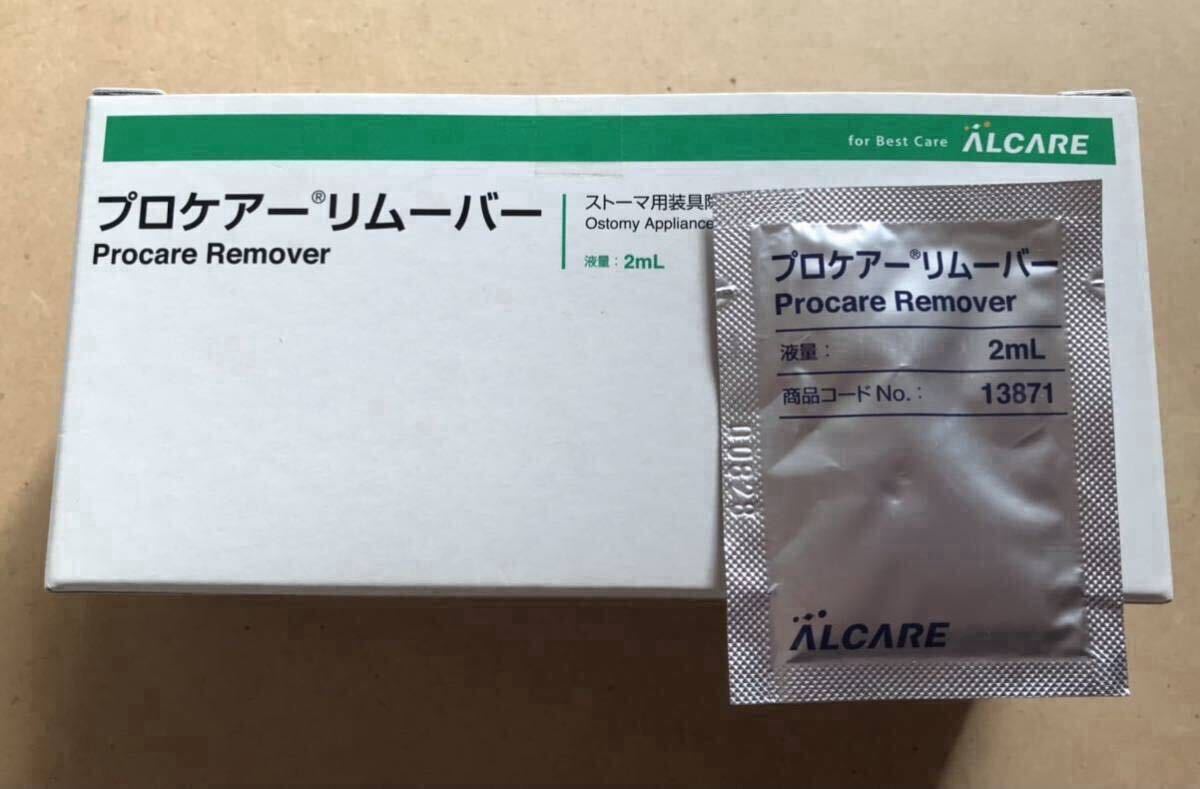 for Best Care ALCARE
プロケアー®リムーバー
Procare Remover
ストーマ用装具
Ostomy Appliance
液量: 2mL
プロケアー®リムーバー
Procare Remover
液量: 2mL
商品コード No.: 13871
00828
ALCARE